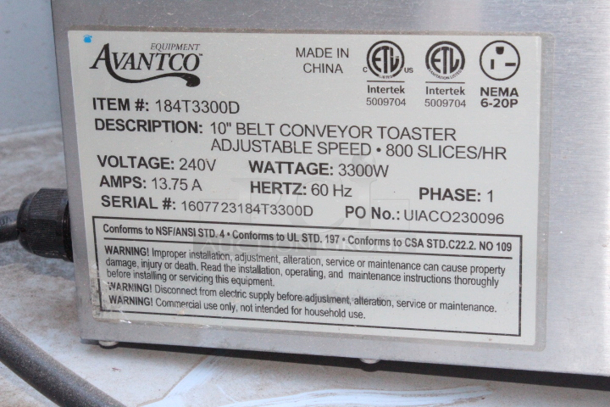 EQUIPMENT
AVANTCO
MADE IN
CHINA
ETL
C US
Intertek
5009704
ETL
Intertek
5009704
NEMA
6-20P
ITEM #: 184T3300D
DESCRIPTION: 10" BELT CONVEYOR TOASTER
ADJUSTABLE SPEED • 800 SLICES/HR
VOLTAGE: 240V WATTAGE: 3300W
AMPS: 13.75 A HERTZ: 60 Hz PHASE: 1
SERIAL #: 1607723184T3300D PO No.: UIACO230096
Conforms to NSF/ANSI STD. 4 • Conforms to UL STD. 197 • Conforms to CSA STD.C22.2. NO 109
WARNING! Improper installation, adjustment, alteration, service or maintenance can cause property
damage, injury or death. Read the installation, operating, and maintenance instructions thoroughly
before installing or servicing this equipment.
WARNING! Disconnect from electric supply before adjustment, alteration, service or maintenance.
WARNING! Commercial use only, not intended for household use.